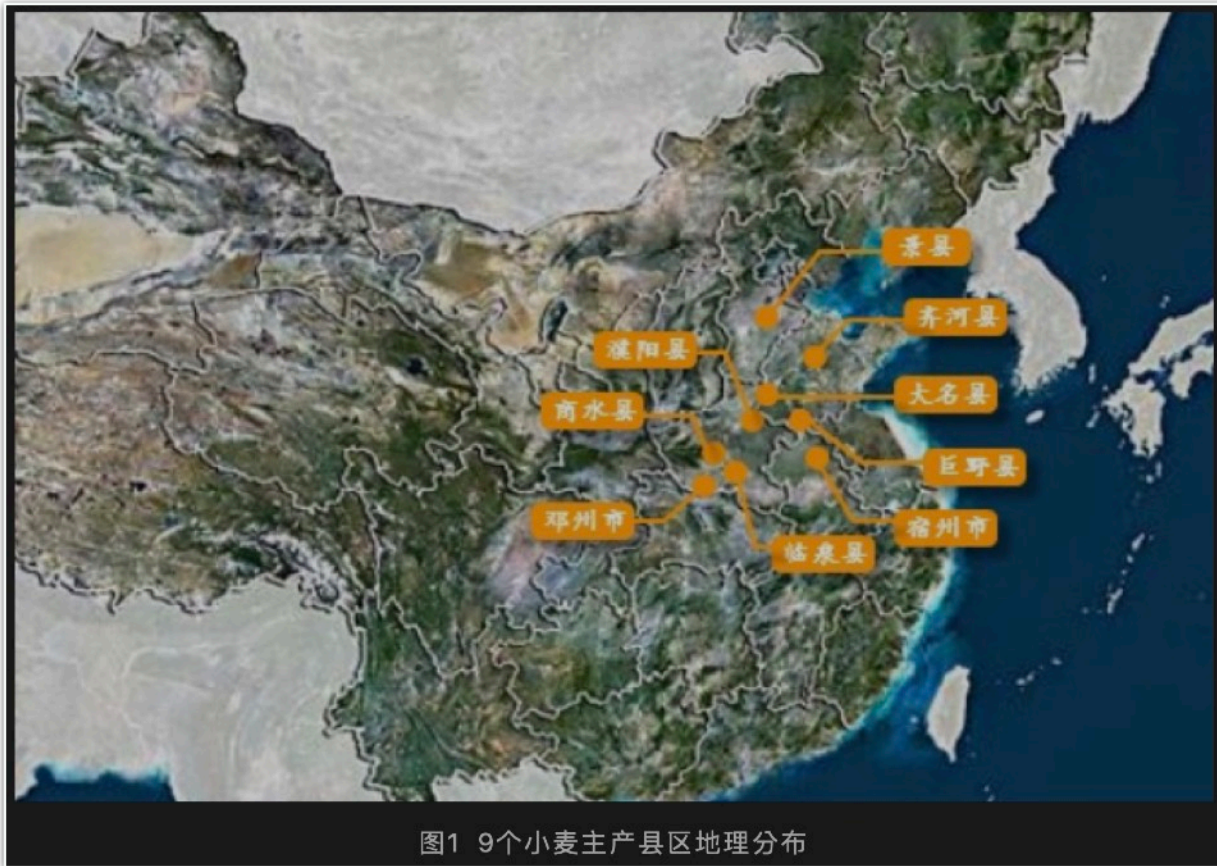 景县
齐河县
濮阳县
大名县
商水县
巨野县
邓州市
宿州市
临泉县
图1 9个小麦主产县区地理分布